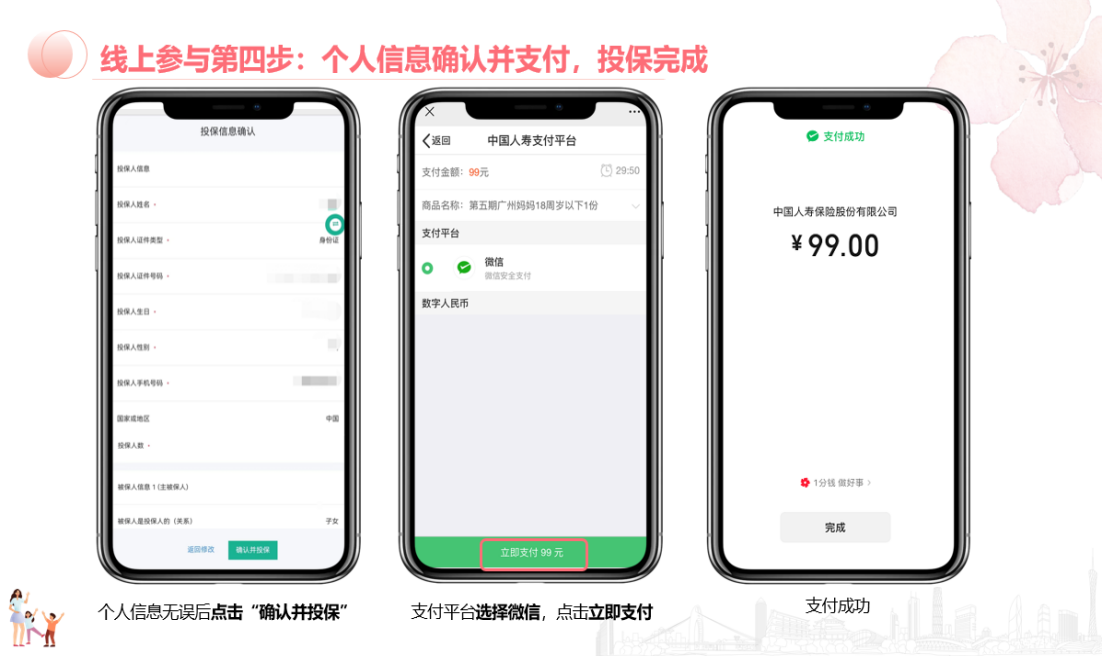 线上参与第四步：个人信息确认并支付，投保完成
投保信息确认
投保人信息
投保人姓名 *
投保人证件类型 *
身份证
投保人证件号码 *
投保人生日 *
投保人性别 *
投保人手机号码 *
国家或地区
中国
投保人数 *
被保人信息 1 (主被保人)
被保人是投保人的（关系）
子女
返回修改
确认并投保
个人信息无误后点击“确认并投保”
返回
中国人寿支付平台
支付金额：99元
29:50
商品名称：第五期广州妈妈18周岁以下1份
支付平台
微信
微信安全支付
数字人民币
立即支付 99 元
支付平台选择微信，点击立即支付
支付成功
中国人寿保险股份有限公司
¥99.00
1分钱 做好事
完成
支付成功